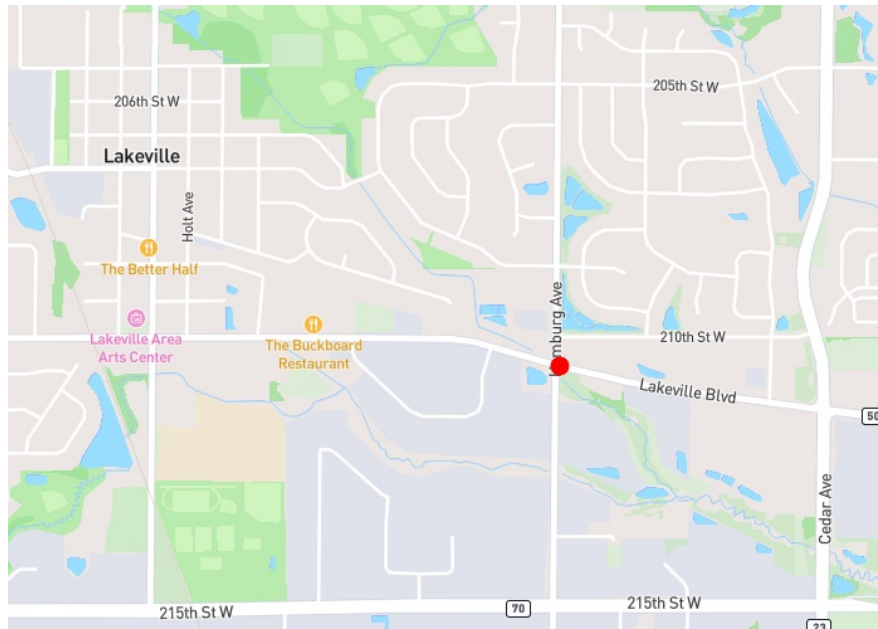 205th St W
206th St W
Lakeville
Holt Ave
The Better Half
Lakeville Area
Arts Center
The Buckboard
Restaurant
210th St W
Lakeville Blvd
50
Cedar Ave
215th St W
70
215th St W
23